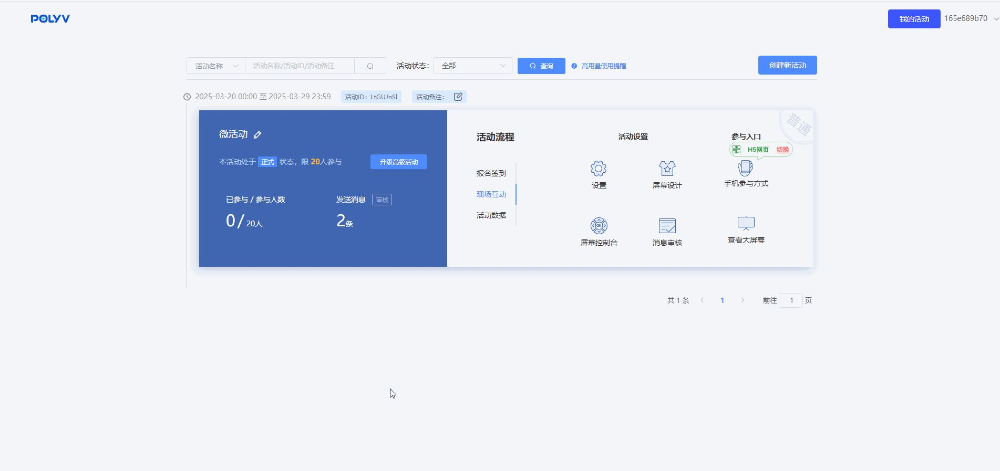 POLYV
我的活动
165e689b70
活动名称
活动名称/活动ID/活动备注
活动状态：
全部
查询
高用量使用提醒
创建新活动
2025-03-20 00:00 至 2025-03-29 23:59
活动ID：LtGUJnSl
活动备注：
微活动
本活动处于 正式 状态，限 20人参与
升级高级活动
已参与 / 参与人数
0 / 20人
发送消息 审核
2条
活动流程
报名签到
现场互动
活动数据
活动设置
设置
屏幕设计
屏幕控制台
OK
消息审核
普通
参与入口
H5网页 切换
手机参与方式
查看大屏幕
共 1 条
1
前往 1 页